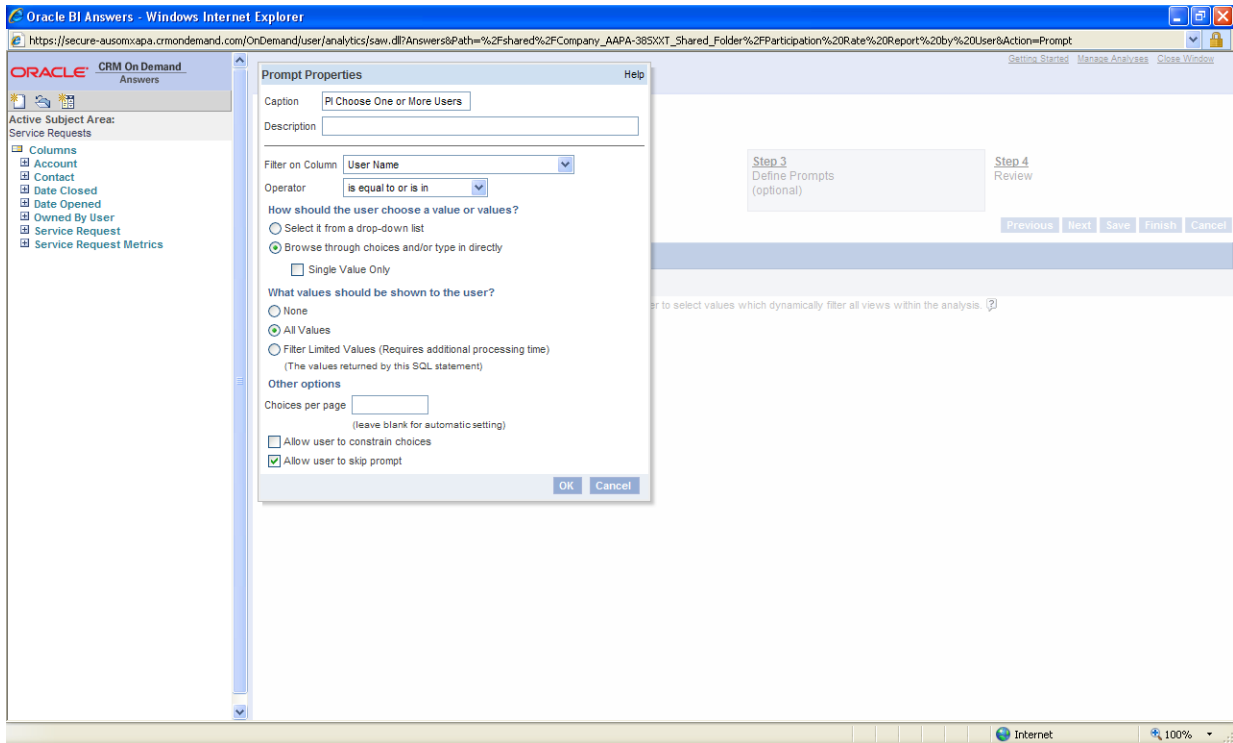 Oracle BI Answers - Windows Internet Explorer
https://secure-ausomxapa.crmondemand.com/OnDemand/user/analytics/saw.dll?Answers&Path=%2Fshared%2FCompany_AAPA-38SXXT_Shared_Folder%2FParticipation%20Rate%20Report%20by%20User&Action=Prompt
ORACLE CRM On Demand
Answers
Getting Started Manage Analyses Close Window
Active Subject Area:
Service Requests
Columns
Account
Contact
Date Closed
Date Opened
Owned By User
Service Request
Service Request Metrics
Prompt Properties Help
Caption Pl Choose One or More Users
Description
Filter on Column User Name
Operator is equal to or is in
How should the user choose a value or values?
Select it from a drop-down list
Browse through choices and/or type in directly
Single Value Only
What values should be shown to the user?
None
All Values
Filter Limited Values (Requires additional processing time)
(The values returned by this SQL statement)
Other options
Choices per page
(leave blank for automatic setting)
Allow user to constrain choices
Allow user to skip prompt
OK Cancel
Step 3
Define Prompts
(optional)
Step 4
Review
Previous Next Save Finish Cancel
er to select values which dynamically filter all views within the analysis. ?
Internet 100%